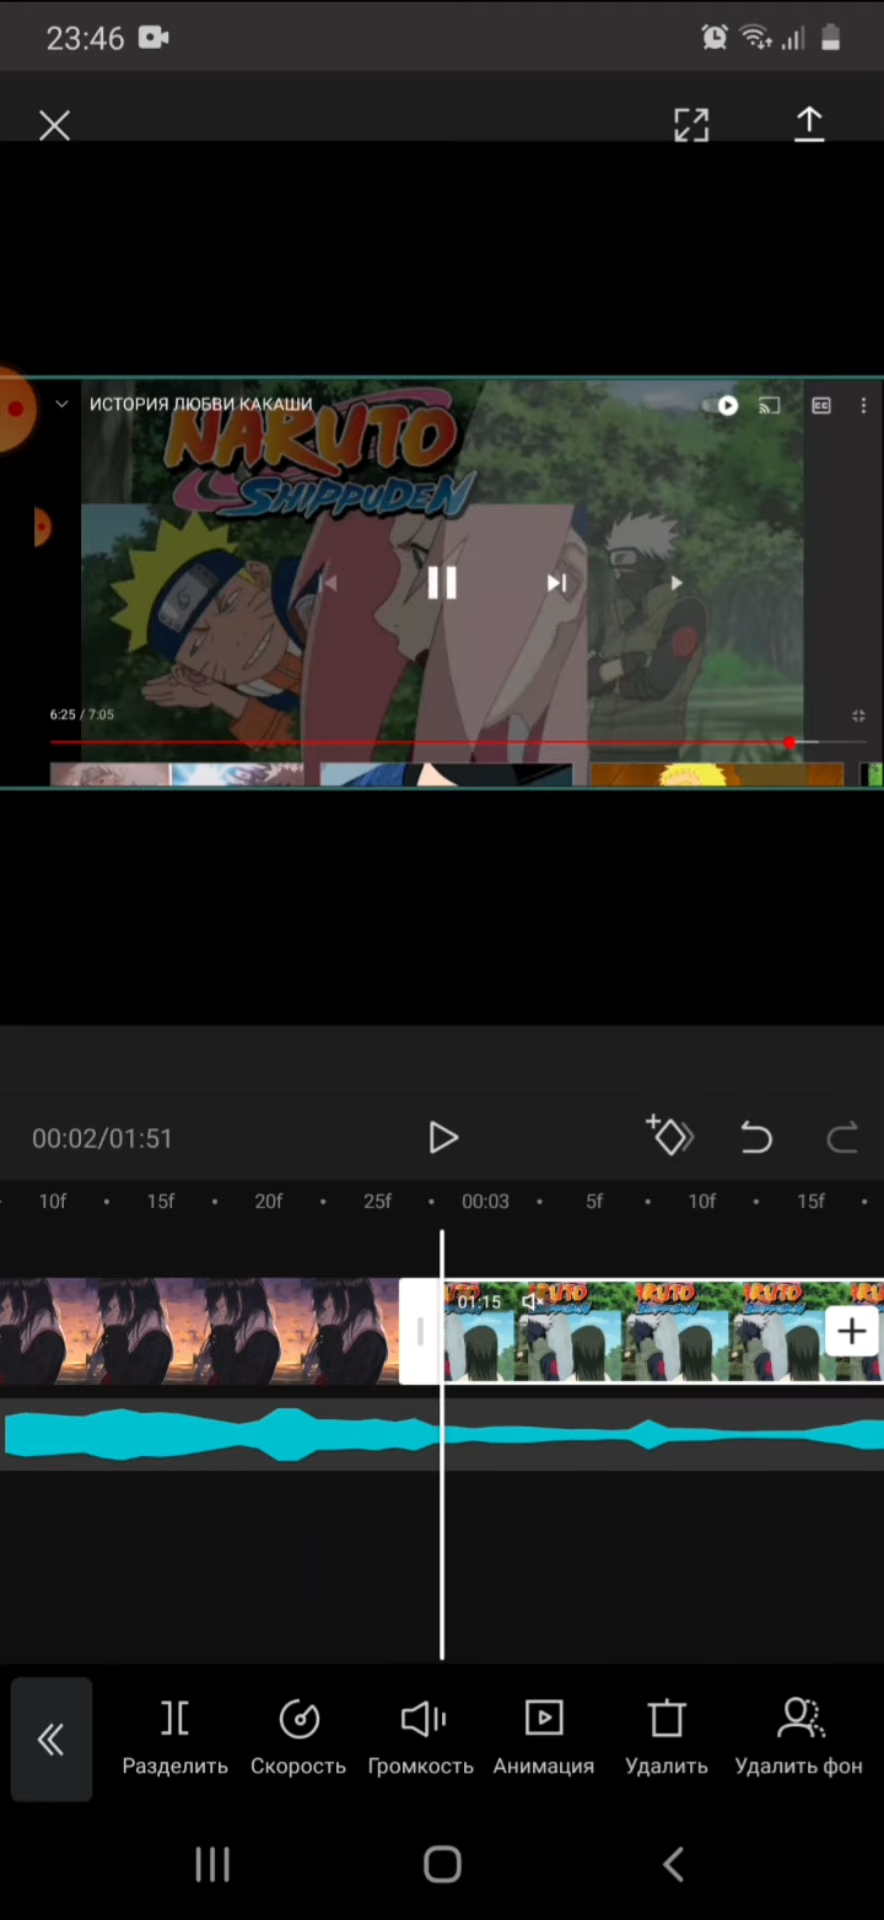 23:46
ИСТОРИЯ ЛЮБВИ КАКАШИ
NARUTO
SHIPPUDEN
CC
6:25 / 7:05
00:02/01:51
10f 15f 20f 25f 00:03 5f 10f 15f
01:15
Разделить Скорость Громкость Анимация Удалить Удалить фон